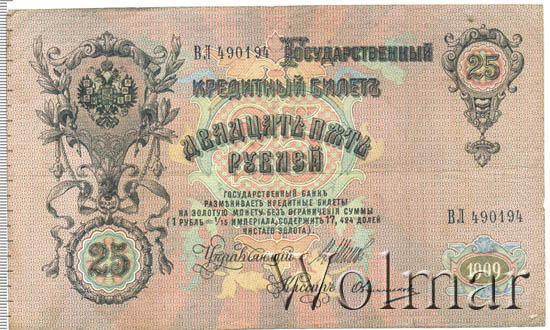 ВЛ 490194
Государственный
25
Кредитный Билетъ
Двадцать пять
рублей
Государственный банкъ
размѣниваетъ кредитные билеты
на золотую монету безъ ограниченія суммы
(1 рубль = 1/15 имперіала, содержитъ 17,424 долей
чистаго золота).
ВЛ 490194
Управляющій
25
Кассиръ
1909
Wolmar